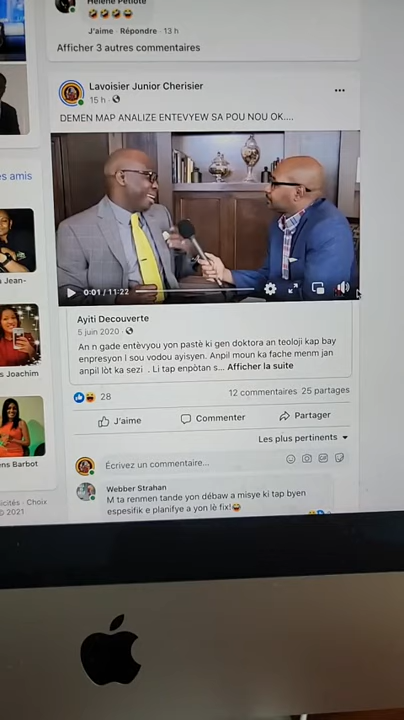 Hélène Petiote
J'aime · Répondre · 13 h
Afficher 3 autres commentaires
Lavoisier Junior Cherisier
15 h ·
DEMEN MAP ANALIZE ENTEVYEW SA POU NOU OK....
es amis
0:01 / 11:22
Jean-
Ayiti Decouverte
5 juin 2020 ·
An n gade entèvyou yon pastè ki gen doktora an teoloji kap bay
enpresyon l sou vodou ayisyen. Anpil moun ka fache menm jan
anpil lòt ka sezi . Li tap enpòtan s... Afficher la suite
s Joachim
28
12 commentaires 25 partages
J'aime
Commenter
Partager
Les plus pertinents
ens Barbot
Écrivez un commentaire...
GIF
icités · Choix
© 2021
Webber Strahan
M ta renmen tande yon débaw a misye ki tap byen
espesifik e planifye a yon lè fix!